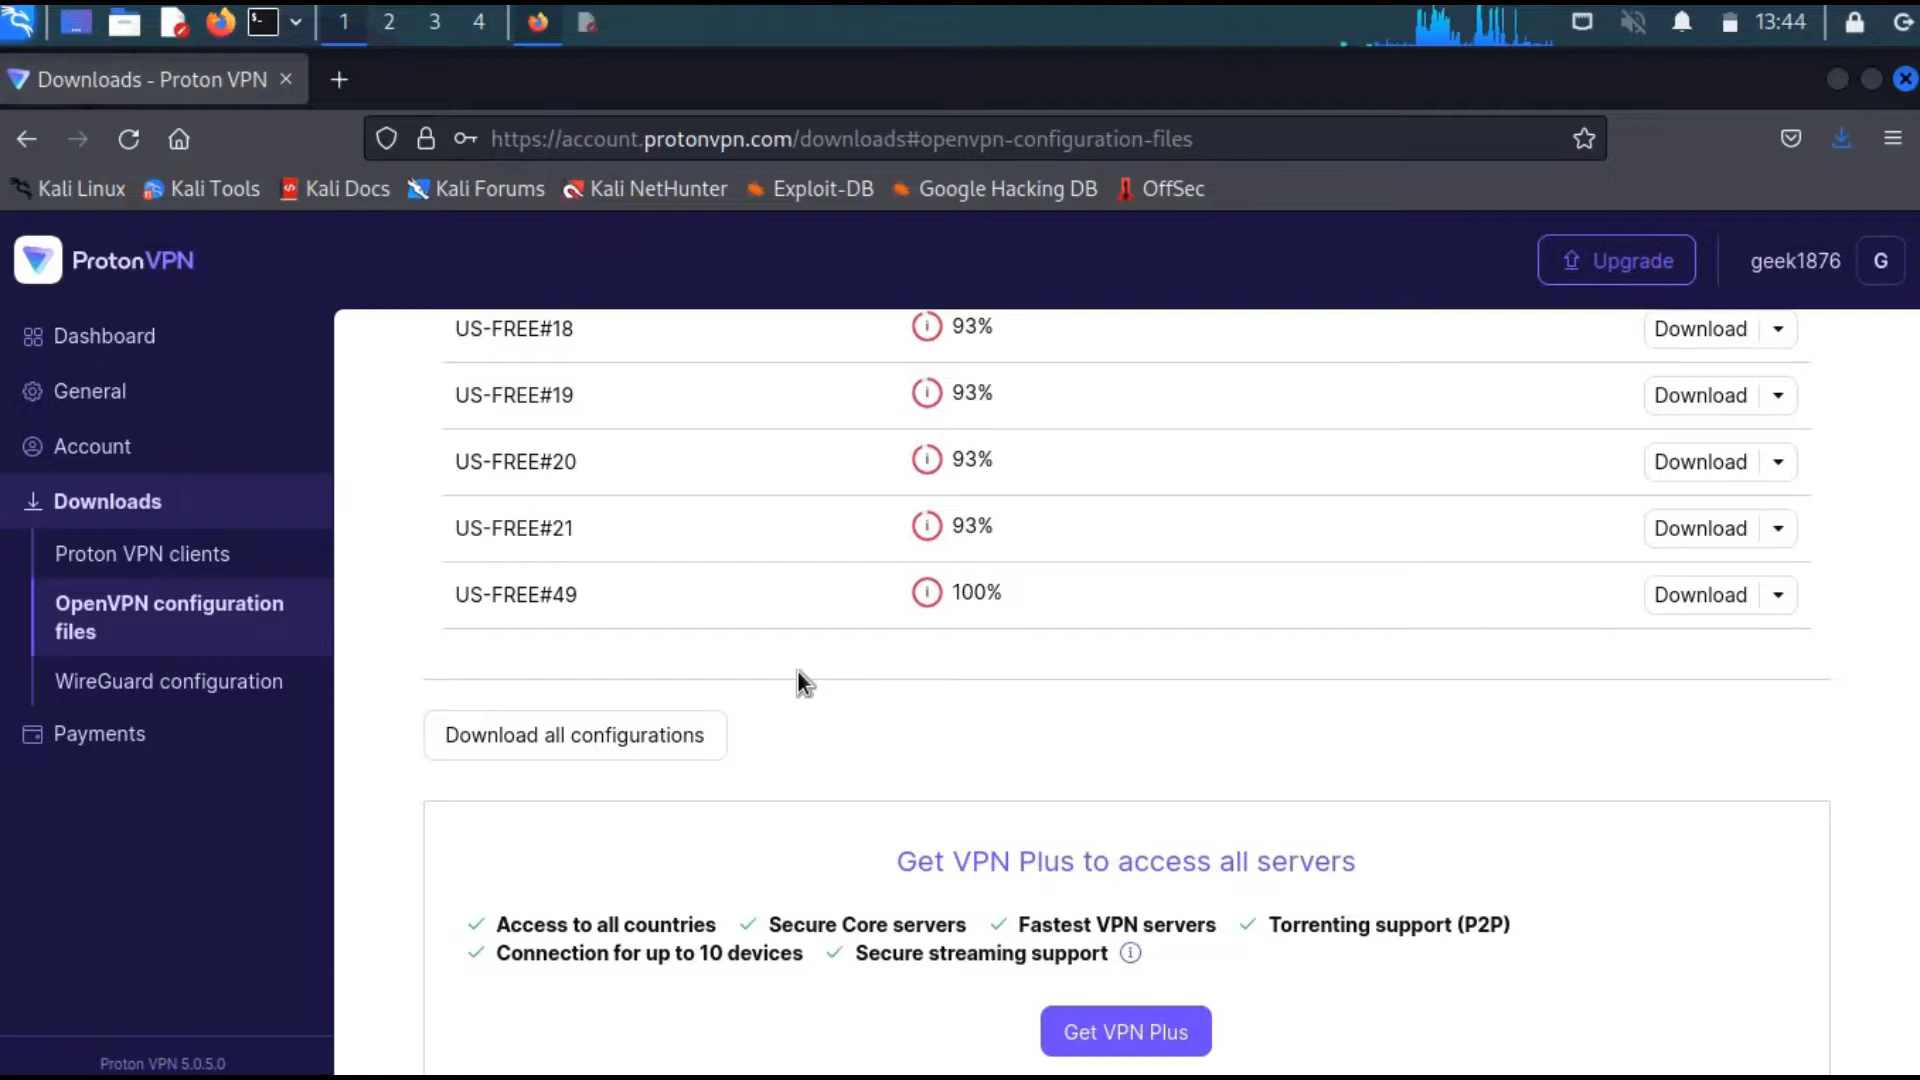 1 2 3 4 13:44
Downloads - Proton VPN
https://account.protonvpn.com/downloads#openvpn-configuration-files
Kali Linux Kali Tools Kali Docs Kali Forums Kali NetHunter Exploit-DB Google Hacking DB OffSec
ProtonVPN
Upgrade
geek1876
G
Dashboard
General
Account
Downloads
Proton VPN clients
OpenVPN configuration
files
WireGuard configuration
Payments
Proton VPN 5.0.5.0
US-FREE#18 93% Download
US-FREE#19 93% Download
US-FREE#20 93% Download
US-FREE#21 93% Download
US-FREE#49 100% Download
Download all configurations
Get VPN Plus to access all servers
Access to all countries Secure Core servers Fastest VPN servers Torrenting support (P2P)
Connection for up to 10 devices Secure streaming support
Get VPN Plus